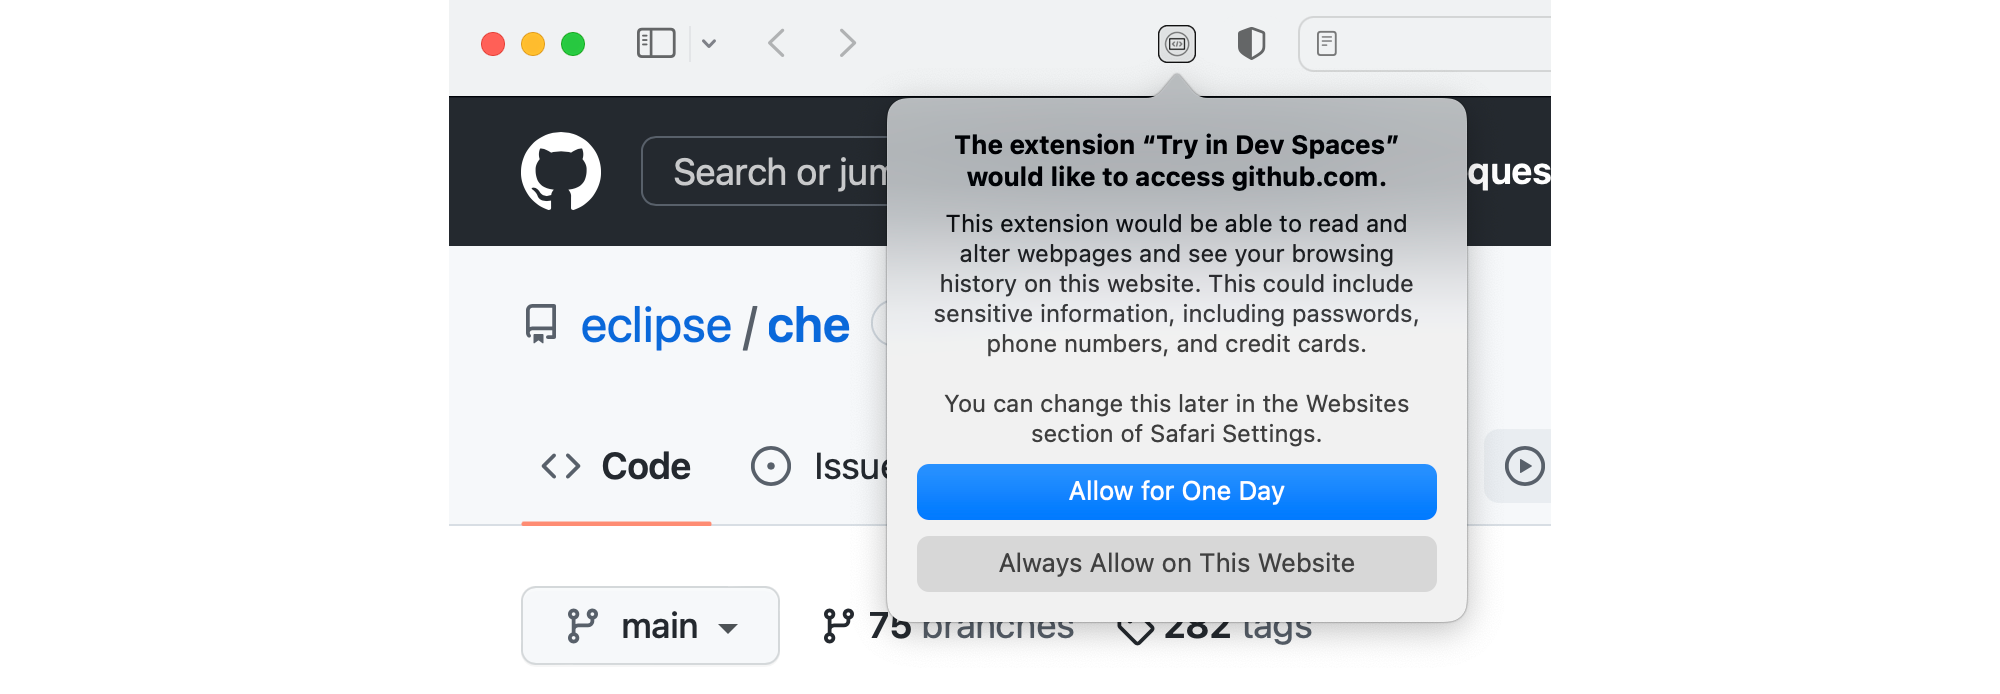 Search or
The extension “Try in Dev Spaces”
would like to access github.com.
This extension would be able to read and
alter webpages and see your browsing
history on this website. This could include
sensitive information, including passwords,
phone numbers, and credit cards.
You can change this later in the Websites
section of Safari Settings.
Allow for One Day
Always Allow on This Website
eclipse / che
Code
main
75 branches
282 tags